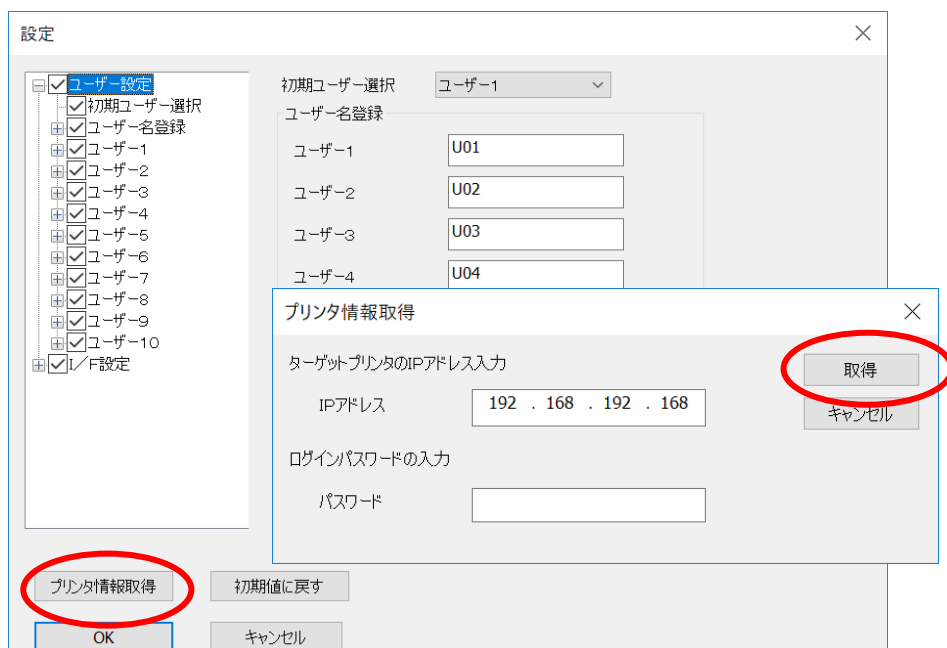 設定
ユーザー設定
初期ユーザー選択
ユーザー名登録
ユーザー1
ユーザー2
ユーザー3
ユーザー4
ユーザー5
ユーザー6
ユーザー7
ユーザー8
ユーザー9
ユーザー10
I/F設定
初期ユーザー選択 ユーザー1
ユーザー名登録
ユーザー1 U01
ユーザー2 U02
ユーザー3 U03
ユーザー4 U04
プリンタ情報取得
ターゲットプリンタのIPアドレス入力
IPアドレス 192 . 168 . 192 . 168
ログインパスワードの入力
パスワード
取得
キャンセル
プリンタ情報取得 初期値に戻す
OK キャンセル